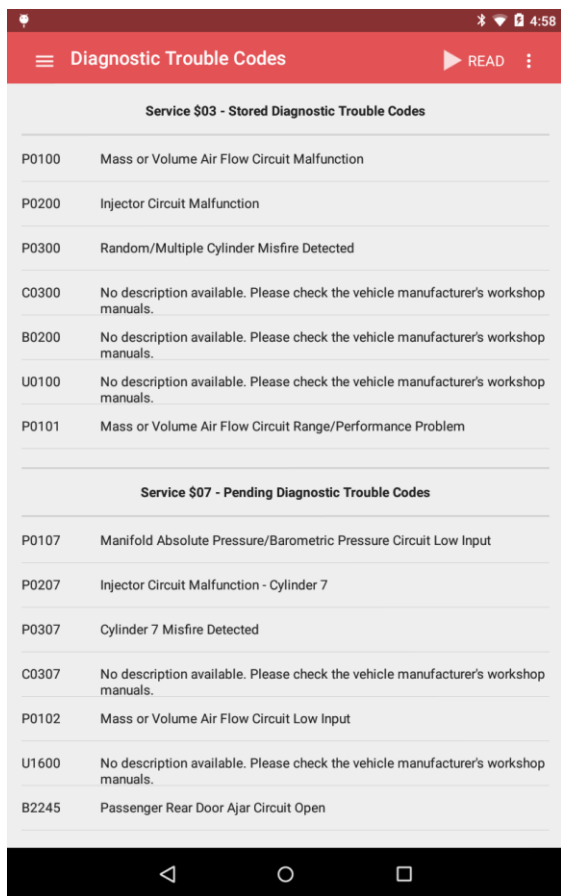 4:58
Diagnostic Trouble Codes READ
Service $03 - Stored Diagnostic Trouble Codes
P0100 Mass or Volume Air Flow Circuit Malfunction
P0200 Injector Circuit Malfunction
P0300 Random/Multiple Cylinder Misfire Detected
C0300 No description available. Please check the vehicle manufacturer's workshop
manuals.
B0200 No description available. Please check the vehicle manufacturer's workshop
manuals.
U0100 No description available. Please check the vehicle manufacturer's workshop
manuals.
P0101 Mass or Volume Air Flow Circuit Range/Performance Problem
Service $07 - Pending Diagnostic Trouble Codes
P0107 Manifold Absolute Pressure/Barometric Pressure Circuit Low Input
P0207 Injector Circuit Malfunction - Cylinder 7
P0307 Cylinder 7 Misfire Detected
C0307 No description available. Please check the vehicle manufacturer's workshop
manuals.
P0102 Mass or Volume Air Flow Circuit Low Input
U1600 No description available. Please check the vehicle manufacturer's workshop
manuals.
B2245 Passenger Rear Door Ajar Circuit Open